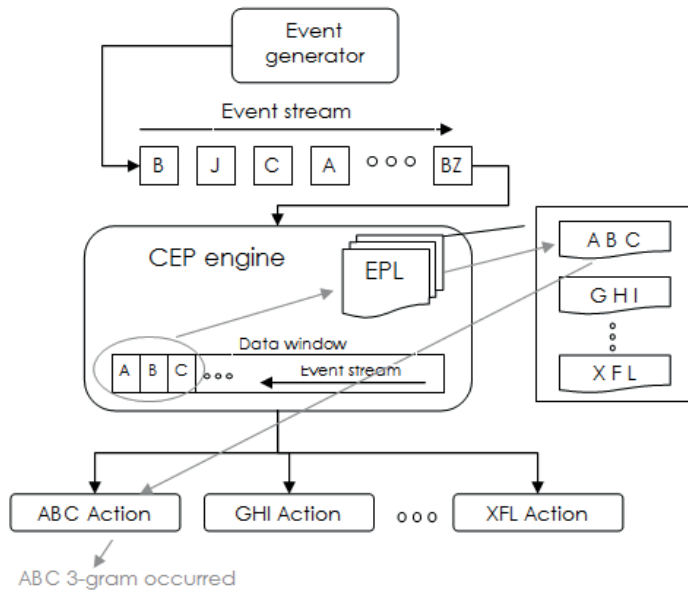 Event
generator
Event stream
B J C A BZ
CEP engine
EPL
A B C
G H I
X F L
Data window
A B C
Event stream
ABC Action
GHI Action
XFL Action
ABC 3-gram occurred